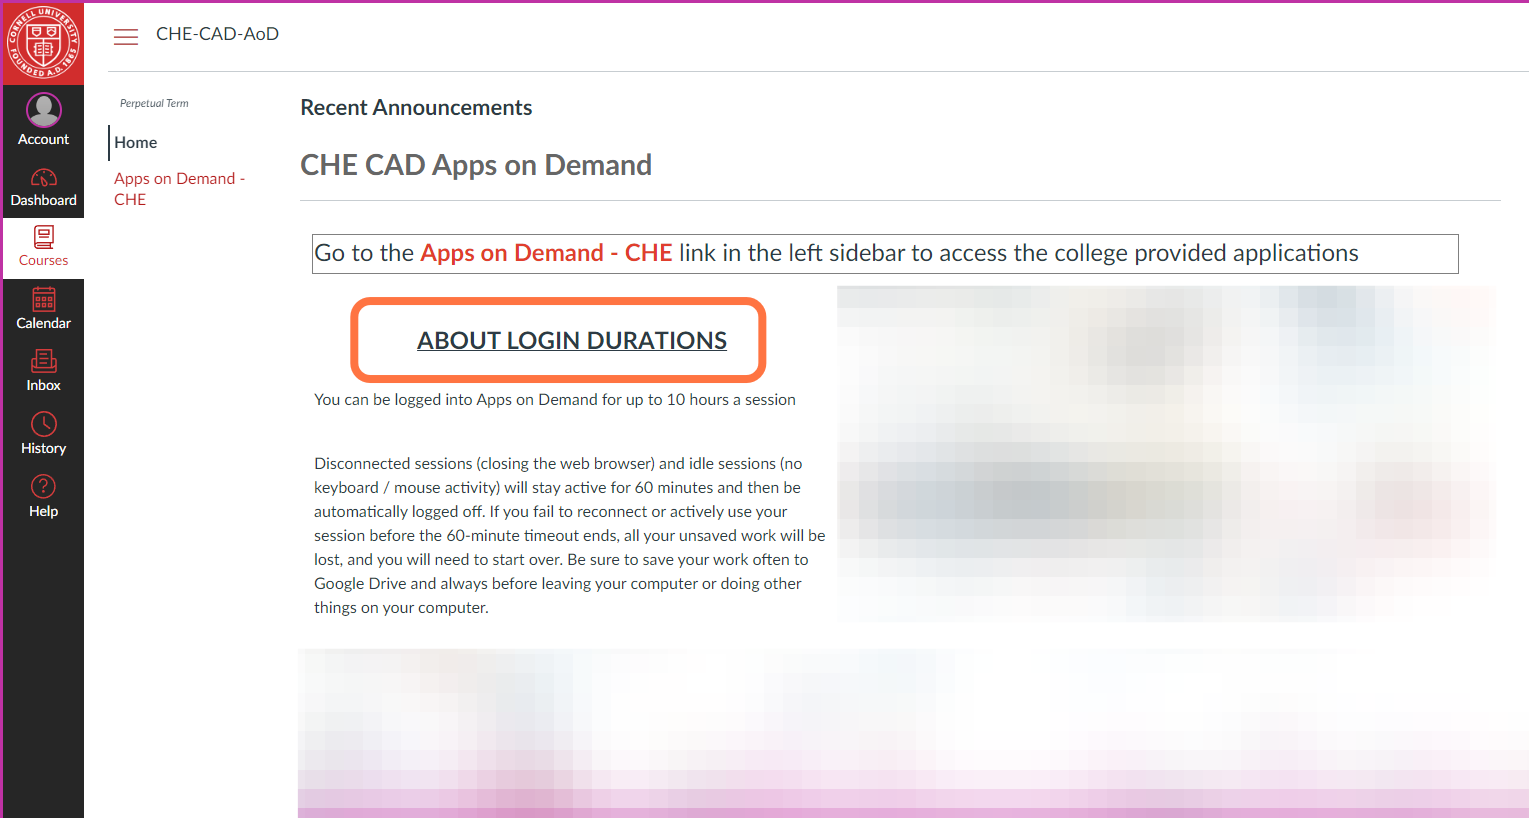 CORNELL UNIVERSITY
FOUNDED A.D. 1865
CHE-CAD-AoD
Account
Dashboard
Courses
Calendar
Inbox
History
Help
Perpetual Term
Home
Apps on Demand -
CHE
Recent Announcements
CHE CAD Apps on Demand
Go to the Apps on Demand - CHE link in the left sidebar to access the college provided applications
ABOUT LOGIN DURATIONS
You can be logged into Apps on Demand for up to 10 hours a session
Disconnected sessions (closing the web browser) and idle sessions (no
keyboard / mouse activity) will stay active for 60 minutes and then be
automatically logged off. If you fail to reconnect or actively use your
session before the 60-minute timeout ends, all your unsaved work will be
lost, and you will need to start over. Be sure to save your work often to
Google Drive and always before leaving your computer or doing other
things on your computer.